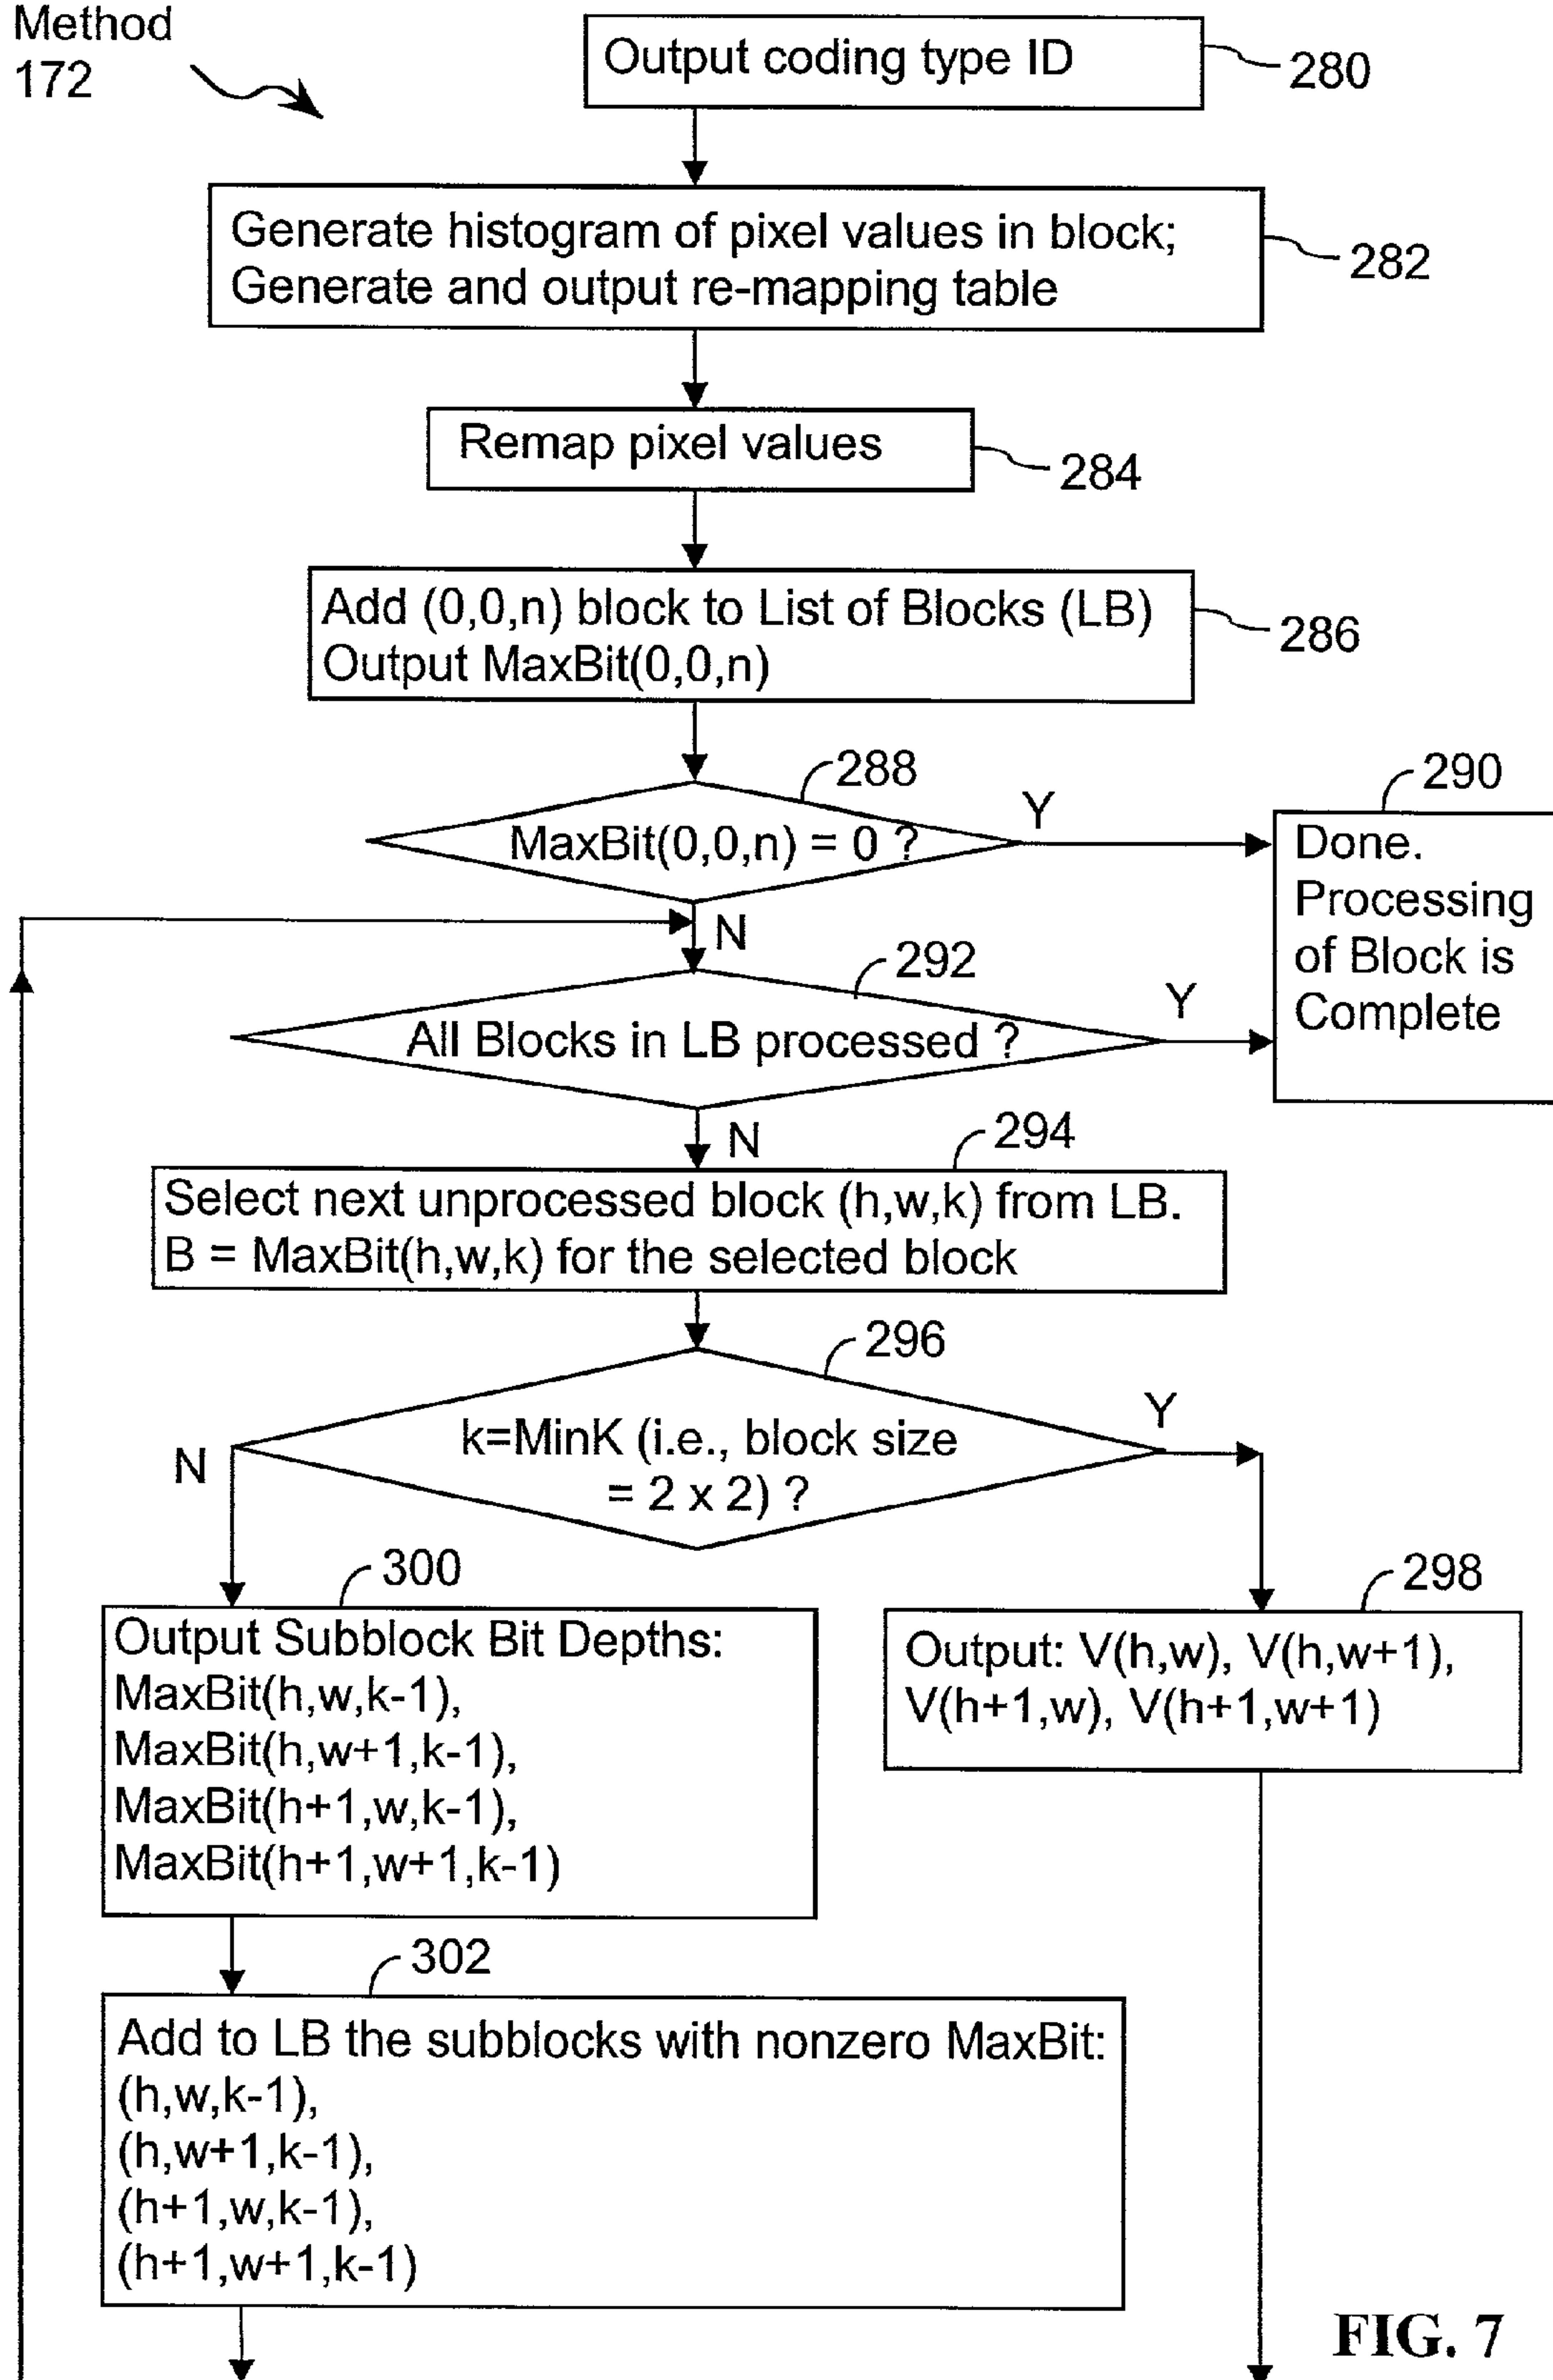 Method
172
Output coding type ID
280
Generate histogram of pixel values in block;
Generate and output re-mapping table
282
Remap pixel values
284
Add (0,0,n) block to List of Blocks (LB)
Output MaxBit(0,0,n)
286
288
MaxBit(0,0,n) = 0 ?
Y
290
Done.
Processing
of Block is
Complete
N
292
All Blocks in LB processed ?
Y
N
294
Select next unprocessed block (h,w,k) from LB.
B = MaxBit(h,w,k) for the selected block
296
k=MinK (i.e., block size
= 2 x 2) ?
N
Y
300
Output Subblock Bit Depths:
MaxBit(h,w,k-1),
MaxBit(h,w+1,k-1),
MaxBit(h+1,w,k-1),
MaxBit(h+1,w+1,k-1)
298
Output: V(h,w), V(h,w+1),
V(h+1,w), V(h+1,w+1)
302
Add to LB the subblocks with nonzero MaxBit:
(h,w,k-1),
(h,w+1,k-1),
(h+1,w,k-1),
(h+1,w+1,k-1)
FIG. 7